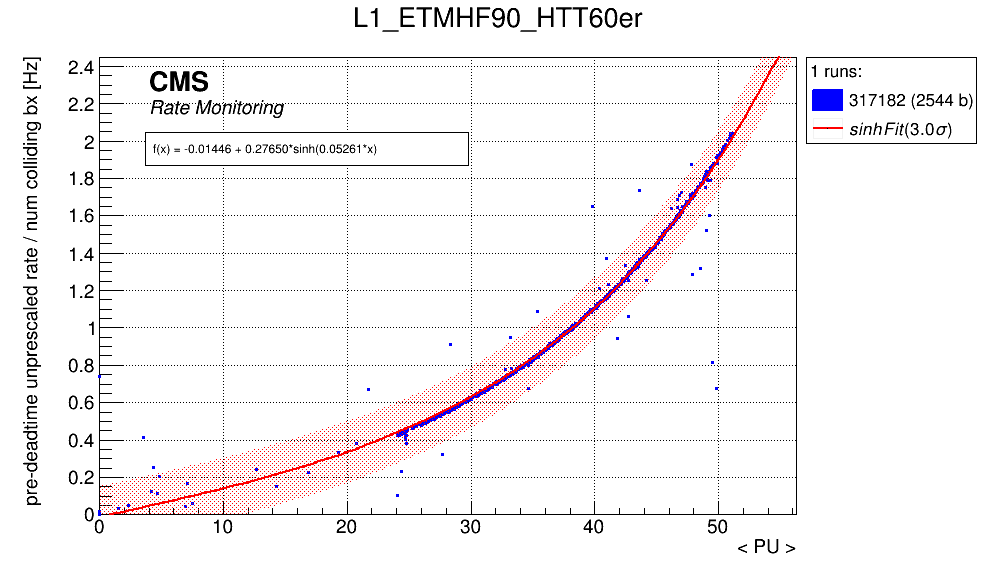 L1_ETMHF90_HTT60er
pre-deadtime unprescaled rate / num colliding bx [Hz]
2.4
2.2
2
1.8
1.6
1.4
1.2
1
0.8
0.6
0.4
0.2
0
CMS
Rate Monitoring
f(x) = -0.01446 + 0.27650*sinh(0.05261*x)
1 runs:
317182 (2544 b)
sinhFit(3.0σ)
0 10 20 30 40 50
< PU >